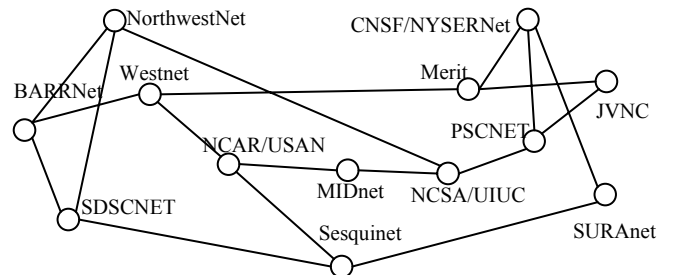 NorthwestNet
CNSF/NYSERNet
Westnet
Merit
BARRNet
JVNC
PSCNET
NCAR/USAN
MIDnet
NCSA/UIUC
SDSCNET
Sesquinet
SURAnet